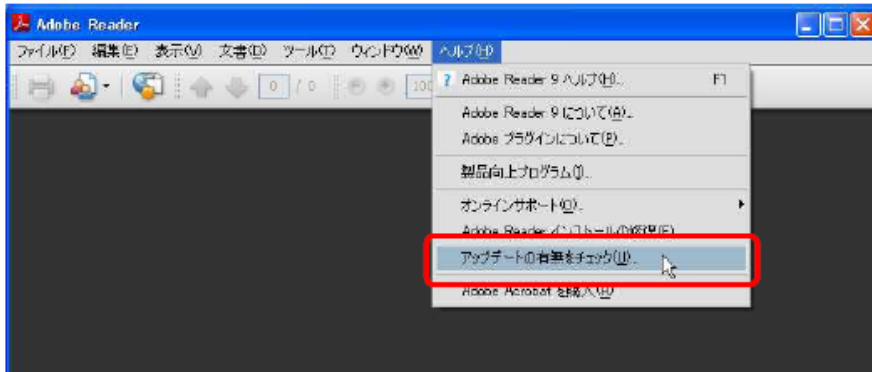 Adobe Reader
ファイル(F) 編集(E) 表示(V) 文書(D) ツール(T) ウィンドウ(W) ヘルプ(H)
0 / 0 100
? Adobe Reader 9 ヘルプ(H)... F1
Adobe Reader 9 について(A)...
Adobe プラグインについて(P)...
製品向上プログラム(I)...
オンラインサポート(O)...
Adobe Reader インストールの
アップデートの有無をチェック(U)...
Adobe Acrobat を購入(R)